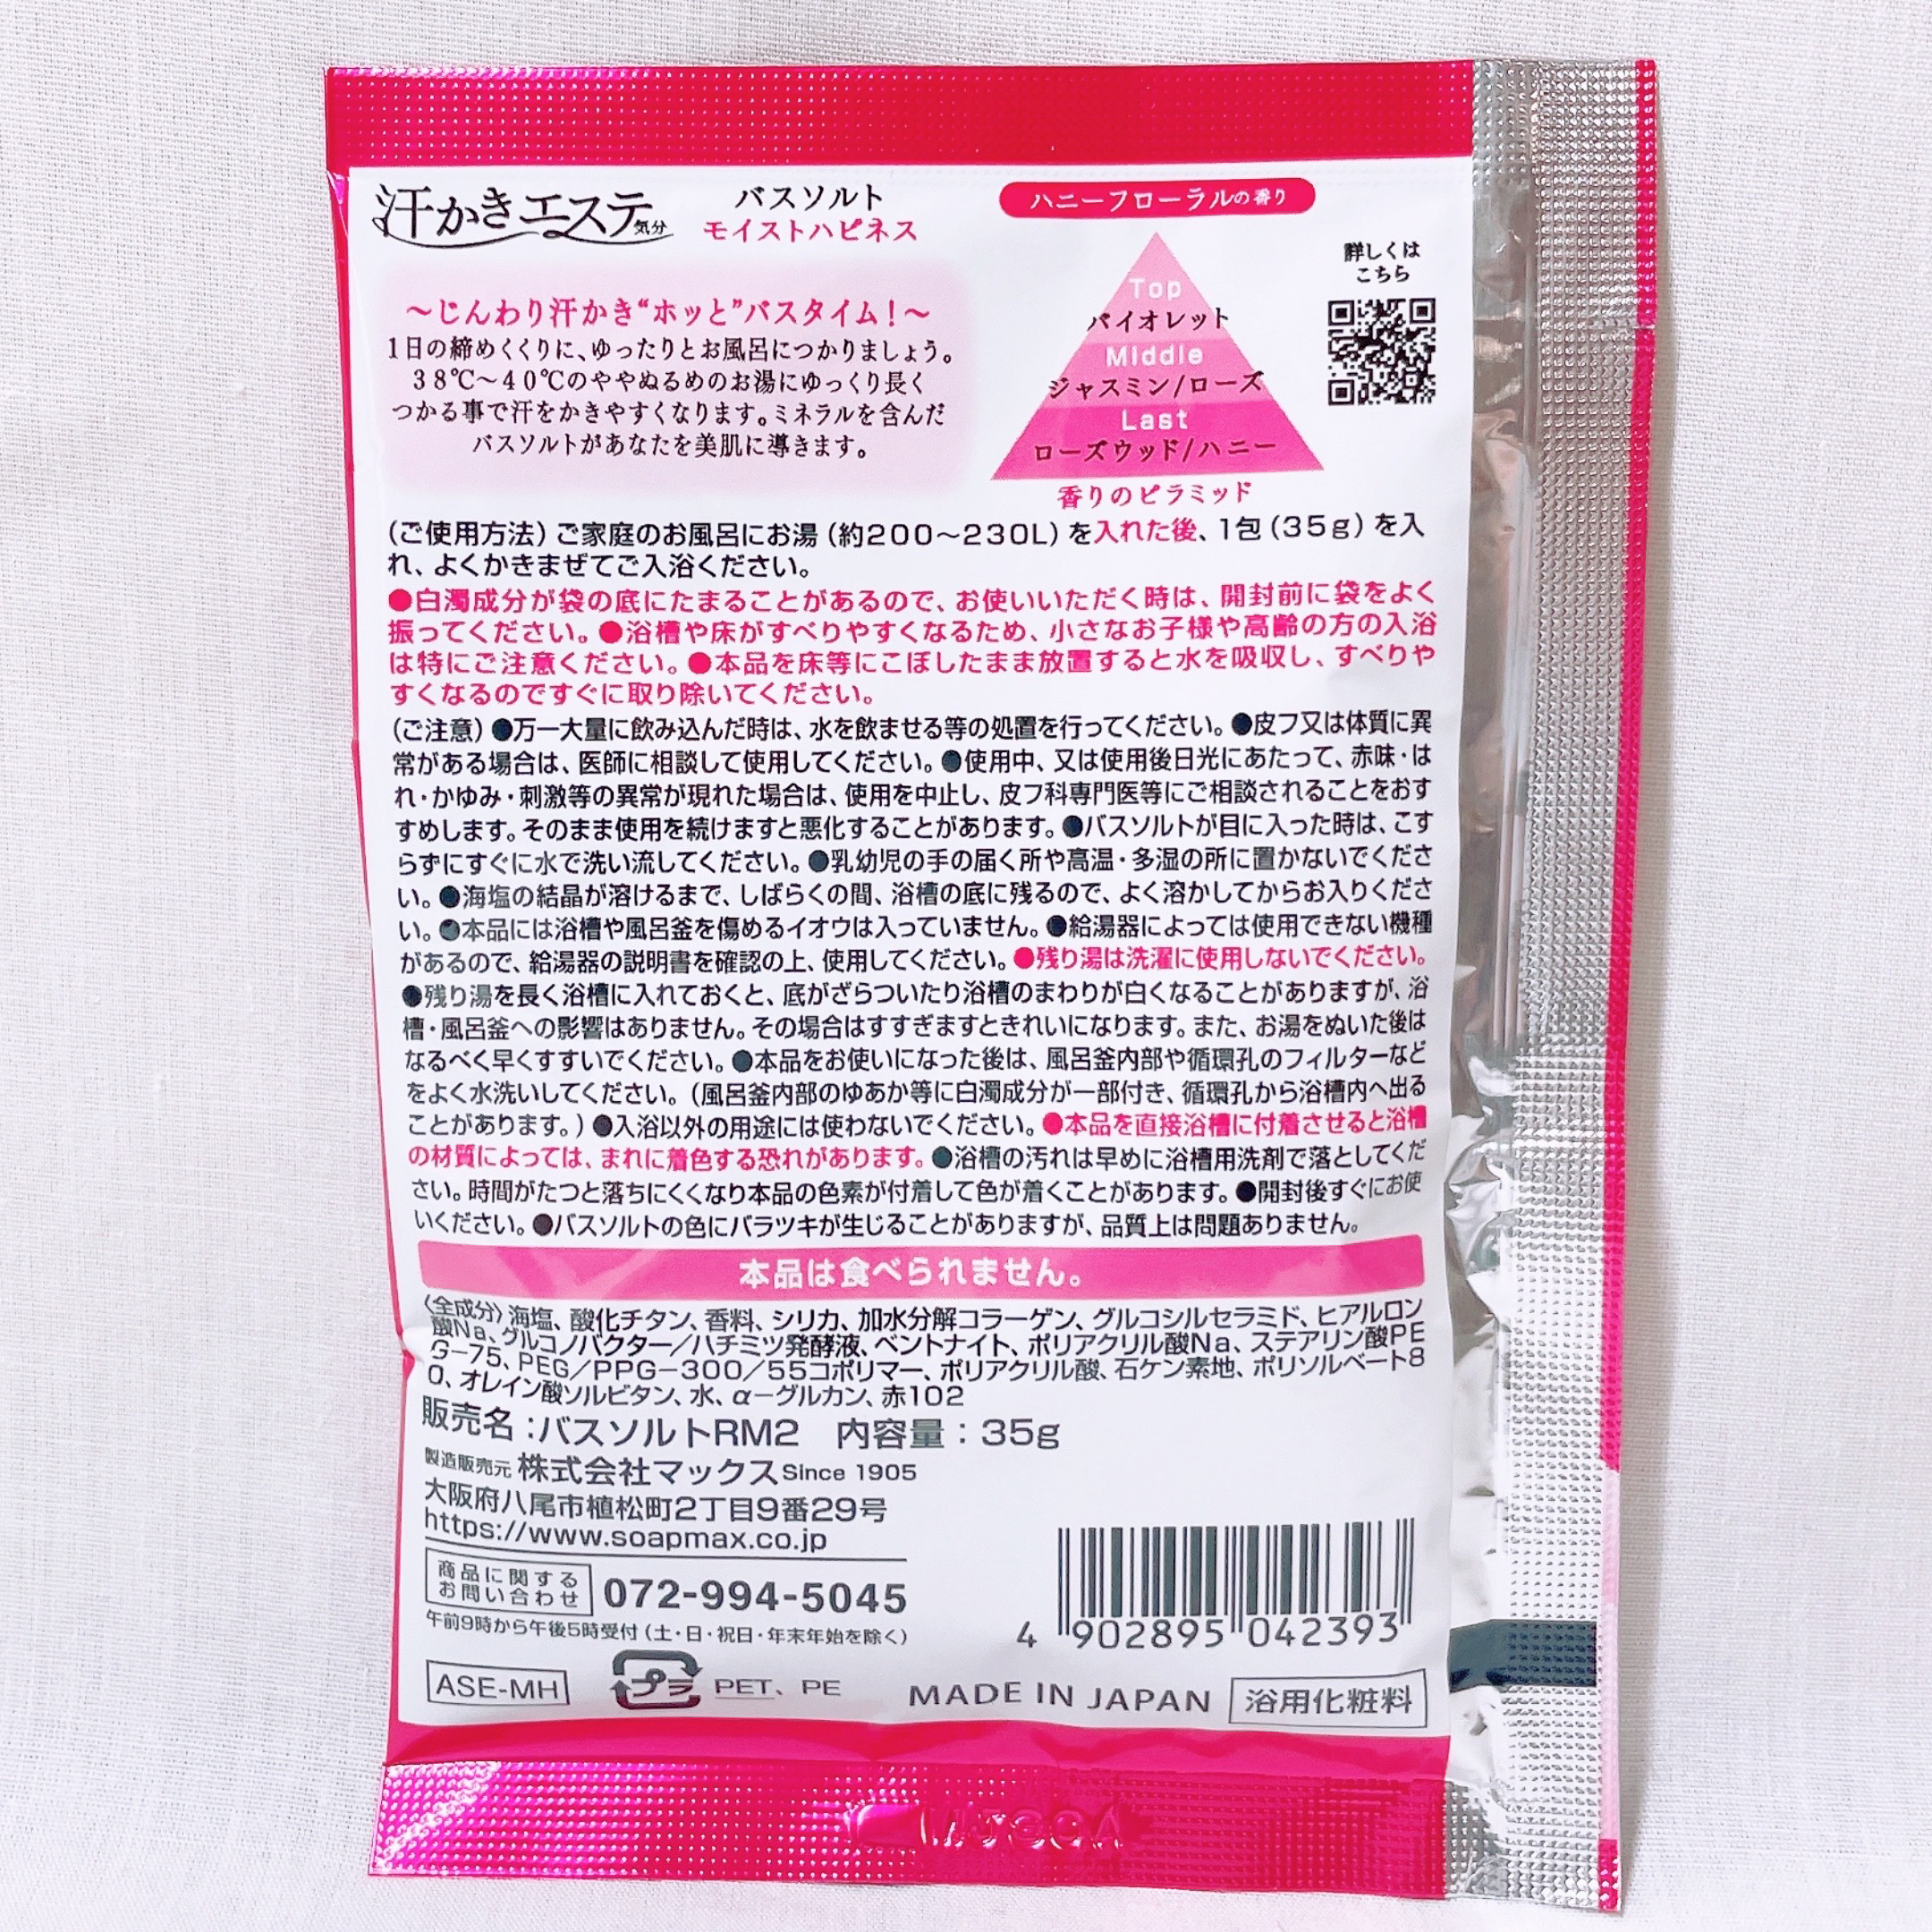 汗かきエステ気分
バスソルト
モイストハピネス
ハニーフローラルの香り
詳しくは
こちら
～じんわり汗かき“ホッと”バスタイム！～
1日の締めくくりに、ゆったりとお風呂につかりましょう。
38℃～40℃のややぬるめのお湯にゆっくり長く
つかる事で汗をかきやすくなります。ミネラルを含んだ
バスソルトがあなたを美肌に導きます。
Top
バイオレット
Middle
ジャスミン/ローズ
Last
ローズウッド/ハニー
香りのピラミッド
（ご使用方法）ご家庭のお風呂にお湯（約200～230L）を入れた後、1包（35g）を入
れ、よくかきまぜてご入浴ください。
●白濁成分が袋の底にたまることがあるので、お使いいただく時は、開封前に袋をよく
振ってください。●浴槽や床がすべりやすくなるため、小さなお子様や高齢の方の入浴
は特にご注意ください。●本品を床等にこぼしたまま放置すると水を吸収し、すべりや
すくなるのですぐに取り除いてください。
（ご注意）●万一大量に飲み込んだ時は、水を飲ませる等の処置を行ってください。●皮フ又は体質に異
常がある場合は、医師に相談して使用してください。●使用中、又は使用後日光にあたって、赤味・は
れ・かゆみ・刺激等の異常が現れた場合は、使用を中止し、皮フ科専門医等にご相談されることをおす
すめします。そのまま使用を続けますと悪化することがあります。●バスソルトが目に入った時は、こす
らずにすぐに水で洗い流してください。●乳幼児の手の届く所や高温・多湿の所に置かないでくださ
い。●海塩の結晶が溶けるまで、しばらくの間、浴槽の底に残るので、よく溶かしてからお入りくださ
い。●本品には浴槽や風呂釜を傷めるイオウは入っていません。●給湯器によっては使用できない機種
があるので、給湯器の説明書を確認の上、使用してください。●残り湯は洗濯に使用しないでください。
●残り湯を長く浴槽に入れておくと、底がざらついたり浴槽のまわりが白くなることがありますが、浴
槽・風呂釜への影響はありません。その場合はすすぎますときれいになります。また、お湯をぬいた後は
なるべく早くすすいでください。●本品をお使いになった後は、風呂釜内部や循環孔のフィルターなど
をよく水洗いしてください。（風呂釜内部のゆあか等に白濁成分が一部付き、循環孔から浴槽内へ出る
ことがあります。）●入浴以外の用途には使わないでください。●本品を直接浴槽に付着させると浴槽
の材質によっては、まれに着色する恐れがあります。●浴槽の汚れは早めに浴槽用洗剤で落としてくだ
さい。時間がたつと落ちにくくなり本品の色素が付着して色が着くことがあります。●開封後すぐにお使
いください。●バスソルトの色にバラツキが生じることがありますが、品質上は問題ありません。
本品は食べられません。
〈全成分〉海塩、酸化チタン、香料、シリカ、加水分解コラーゲン、グルコシルセラミド、ヒアルロン
酸Na、グルコノバクター／ハチミツ発酵液、ベントナイト、ポリアクリル酸Na、ステアリン酸PE
G-75、PEG／PPG-300／55コポリマー、ポリアクリル酸、石ケン素地、ポリソルベート8
0、オレイン酸ソルビタン、水、α-グルカン、赤102
販売名：バスソルトRM2　内容量：35g
製造販売元 株式会社マックス Since 1905
大阪府八尾市植松町2丁目9番29号
https://www.soapmax.co.jp
商品に関する
お問い合わせ
072-994-5045
午前9時から午後5時受付（土・日・祝日・年末年始を除く）
4 902895 042393
ASE-MH
プラ
PET、PE
MADE IN JAPAN
浴用化粧料